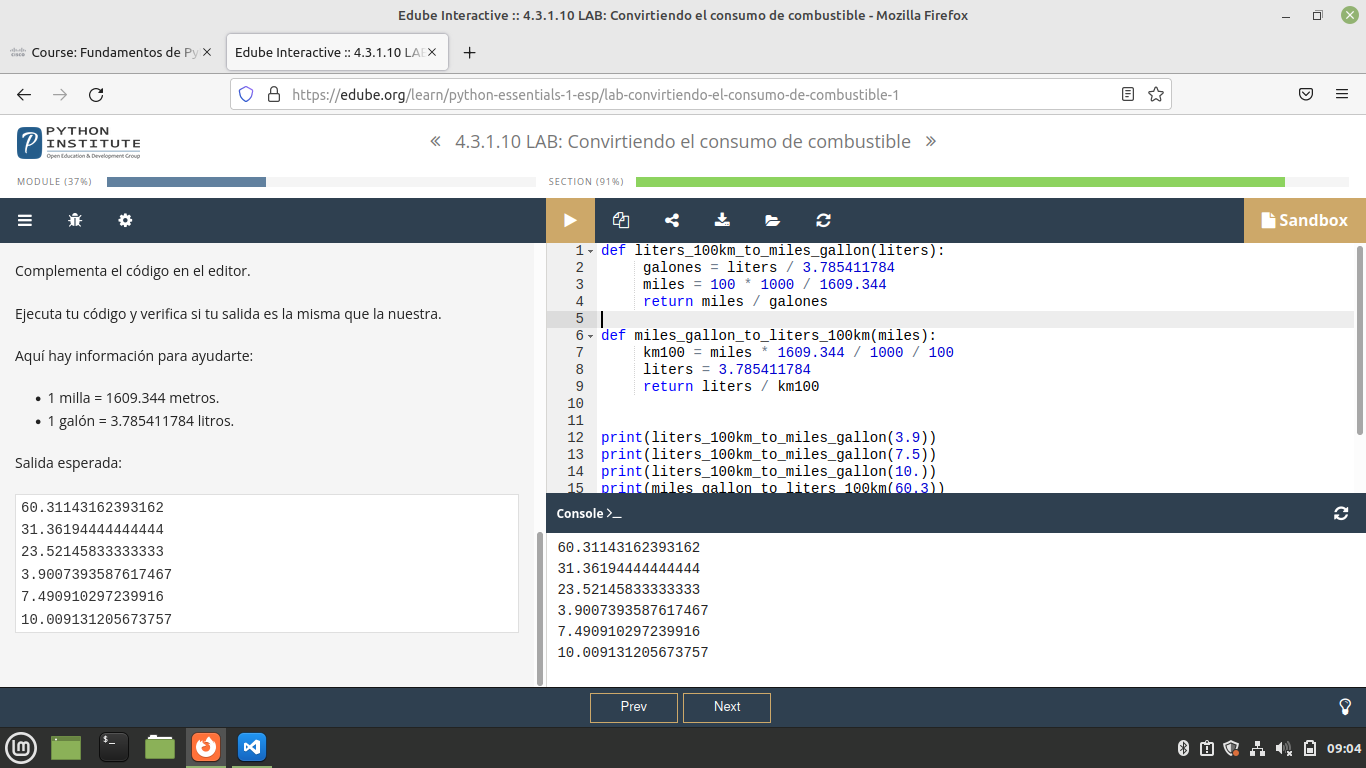 Edube Interactive :: 4.3.1.10 LAB: Convirtiendo el consumo de combustible - Mozilla Firefox
Course: Fundamentos de Py
Edube Interactive :: 4.3.1.10 LAB
https://edube.org/learn/python-essentials-1-esp/lab-convirtiendo-el-consumo-de-combustible-1
PYTHON
INSTITUTE
Open Education & Development Group
« 4.3.1.10 LAB: Convirtiendo el consumo de combustible »
MODULE (37%)
SECTION (91%)
Sandbox
Complementa el código en el editor.
Ejecuta tu código y verifica si tu salida es la misma que la nuestra.
Aquí hay información para ayudarte:
• 1 milla = 1609.344 metros.
• 1 galón = 3.785411784 litros.
Salida esperada:
60.31143162393162
31.36194444444444
23.52145833333333
3.9007393587617467
7.490910297239916
10.009131205673757
1 def liters_100km_to_miles_gallon(liters):
2 galones = liters / 3.785411784
3 miles = 100 * 1000 / 1609.344
4 return miles / galones
5
6 def miles_gallon_to_liters_100km(miles):
7 km100 = miles * 1609.344 / 1000 / 100
8 liters = 3.785411784
9 return liters / km100
10
11
12 print(liters_100km_to_miles_gallon(3.9))
13 print(liters_100km_to_miles_gallon(7.5))
14 print(liters_100km_to_miles_gallon(10.))
15 print(miles_gallon_to_liters_100km(60.3))
Console >_
60.31143162393162
31.36194444444444
23.52145833333333
3.9007393587617467
7.490910297239916
10.009131205673757
Prev
Next
09:04